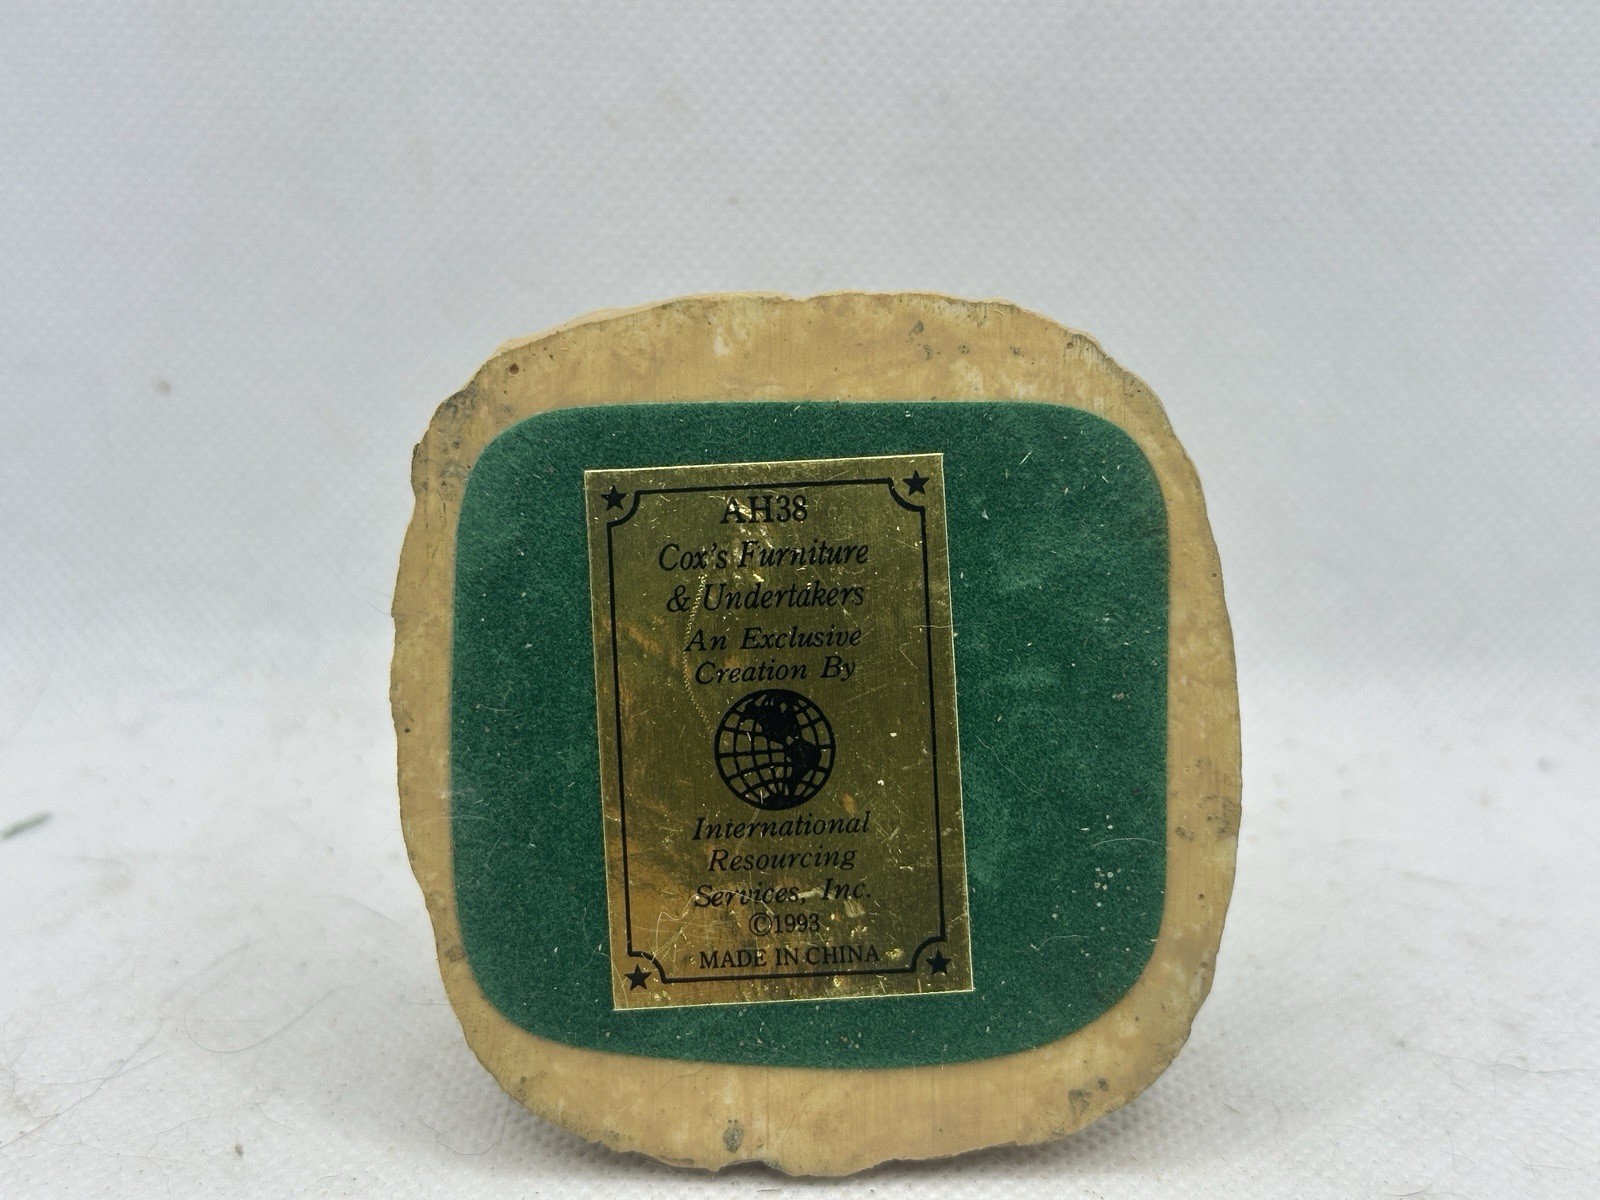 AH38
Cox's Furniture
& Undertakers
An Exclusive
Creation By
International
Resourcing
Services, Inc.
©1993
MADE IN CHINA